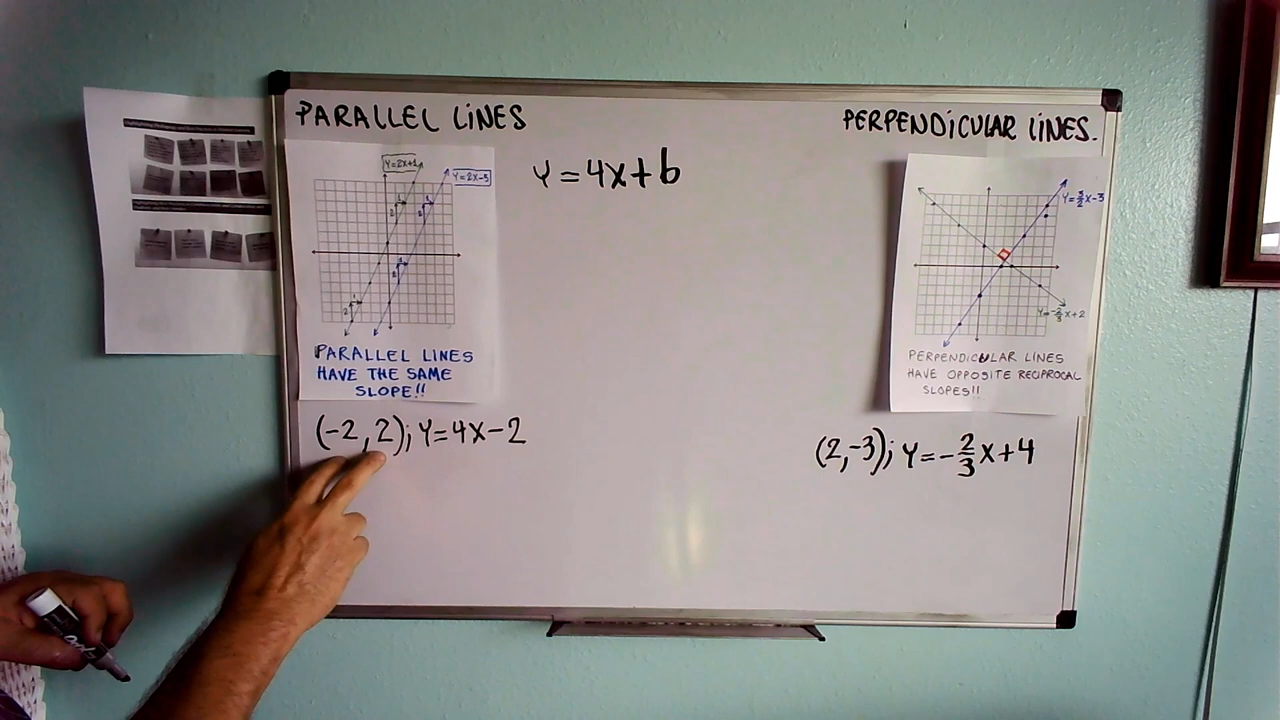 PARALLEL LiNES
PERPENDiCULAR LiNES.
Y=4X+b
Y=2X+1
Y=2X-5
PARALLEL LINES
HAVE THE SAME
SLOPE!!
(-2,2); Y=4X-2
Y=3/2X-3
Y=-2/3X+2
PERPENDICULAR LINES
HAVE OPPOSITE RECIPROCAL
SLOPES!!
(2,-3); Y=-2/3X+4